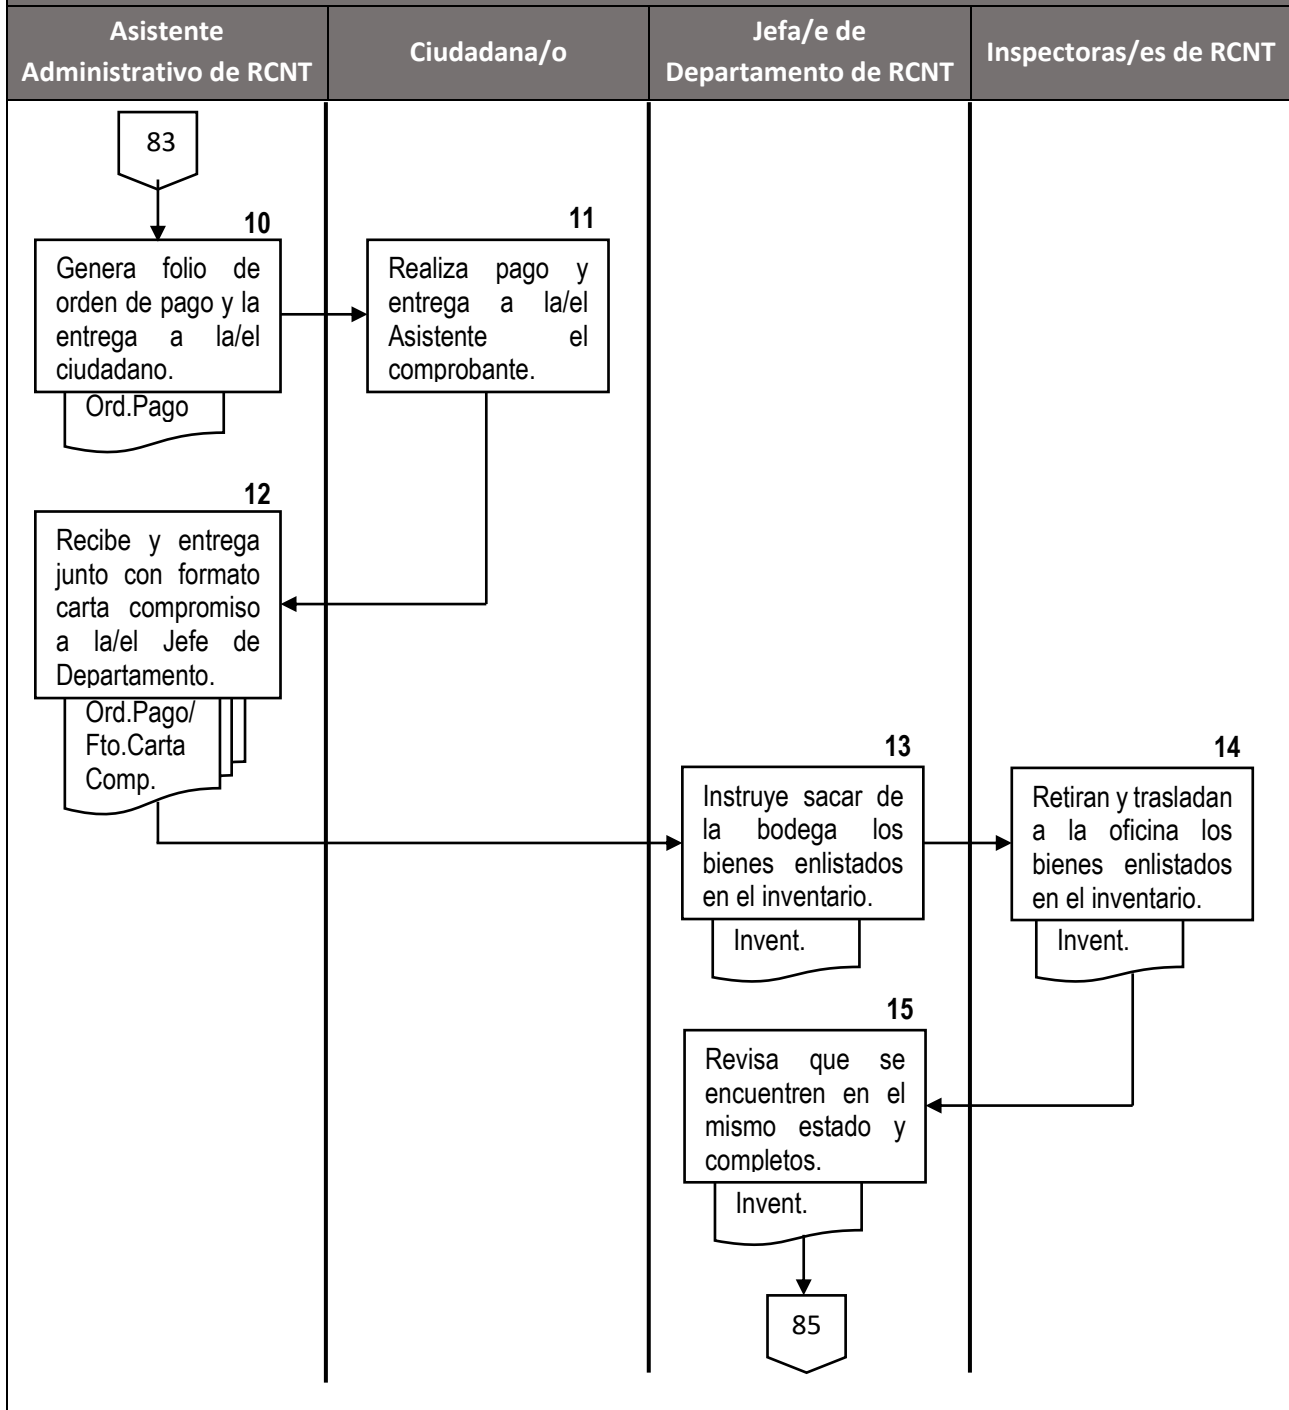 Asistente
Administrativo de RCNT
Ciudadana/o
Jefa/e de
Departamento de RCNT
Inspectoras/es de RCNT
83
10
Genera folio de
orden de pago y la
entrega a la/el
ciudadano.
Ord.Pago
11
Realiza pago y
entrega a la/el
Asistente el
comprobante.
12
Recibe y entrega
junto con formato
carta compromiso
a la/el Jefe de
Departamento.
Ord.Pago/
Fto.Carta
Comp.
13
Instruye sacar de
la bodega los
bienes enlistados
en el inventario.
Invent.
14
Retiran y trasladan
a la oficina los
bienes enlistados
en el inventario.
Invent.
15
Revisa que se
encuentren en el
mismo estado y
completos.
Invent.
85